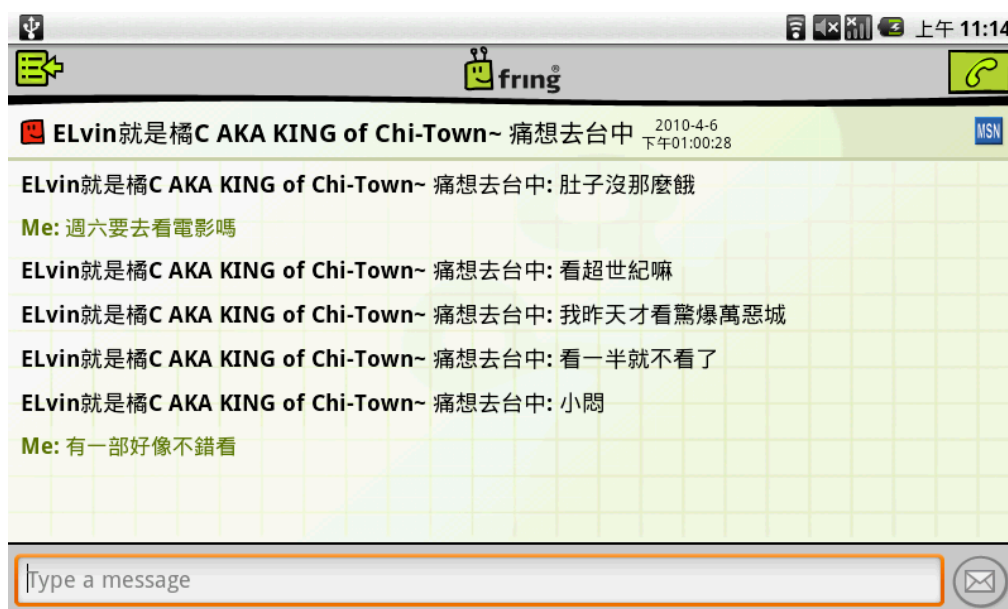 上午 11:14
fring®
ELvin就是橘C AKA KING of Chi-Town~ 痛想去台中 2010-4-6 下午01:00:28 MSN
ELvin就是橘C AKA KING of Chi-Town~ 痛想去台中: 肚子沒那麼餓
Me: 週六要去看電影嗎
ELvin就是橘C AKA KING of Chi-Town~ 痛想去台中: 看超世紀嘛
ELvin就是橘C AKA KING of Chi-Town~ 痛想去台中: 我昨天才看驚爆萬惡城
ELvin就是橘C AKA KING of Chi-Town~ 痛想去台中: 看一半就不看了
ELvin就是橘C AKA KING of Chi-Town~ 痛想去台中: 小悶
Me: 有一部好像不錯看
Type a message